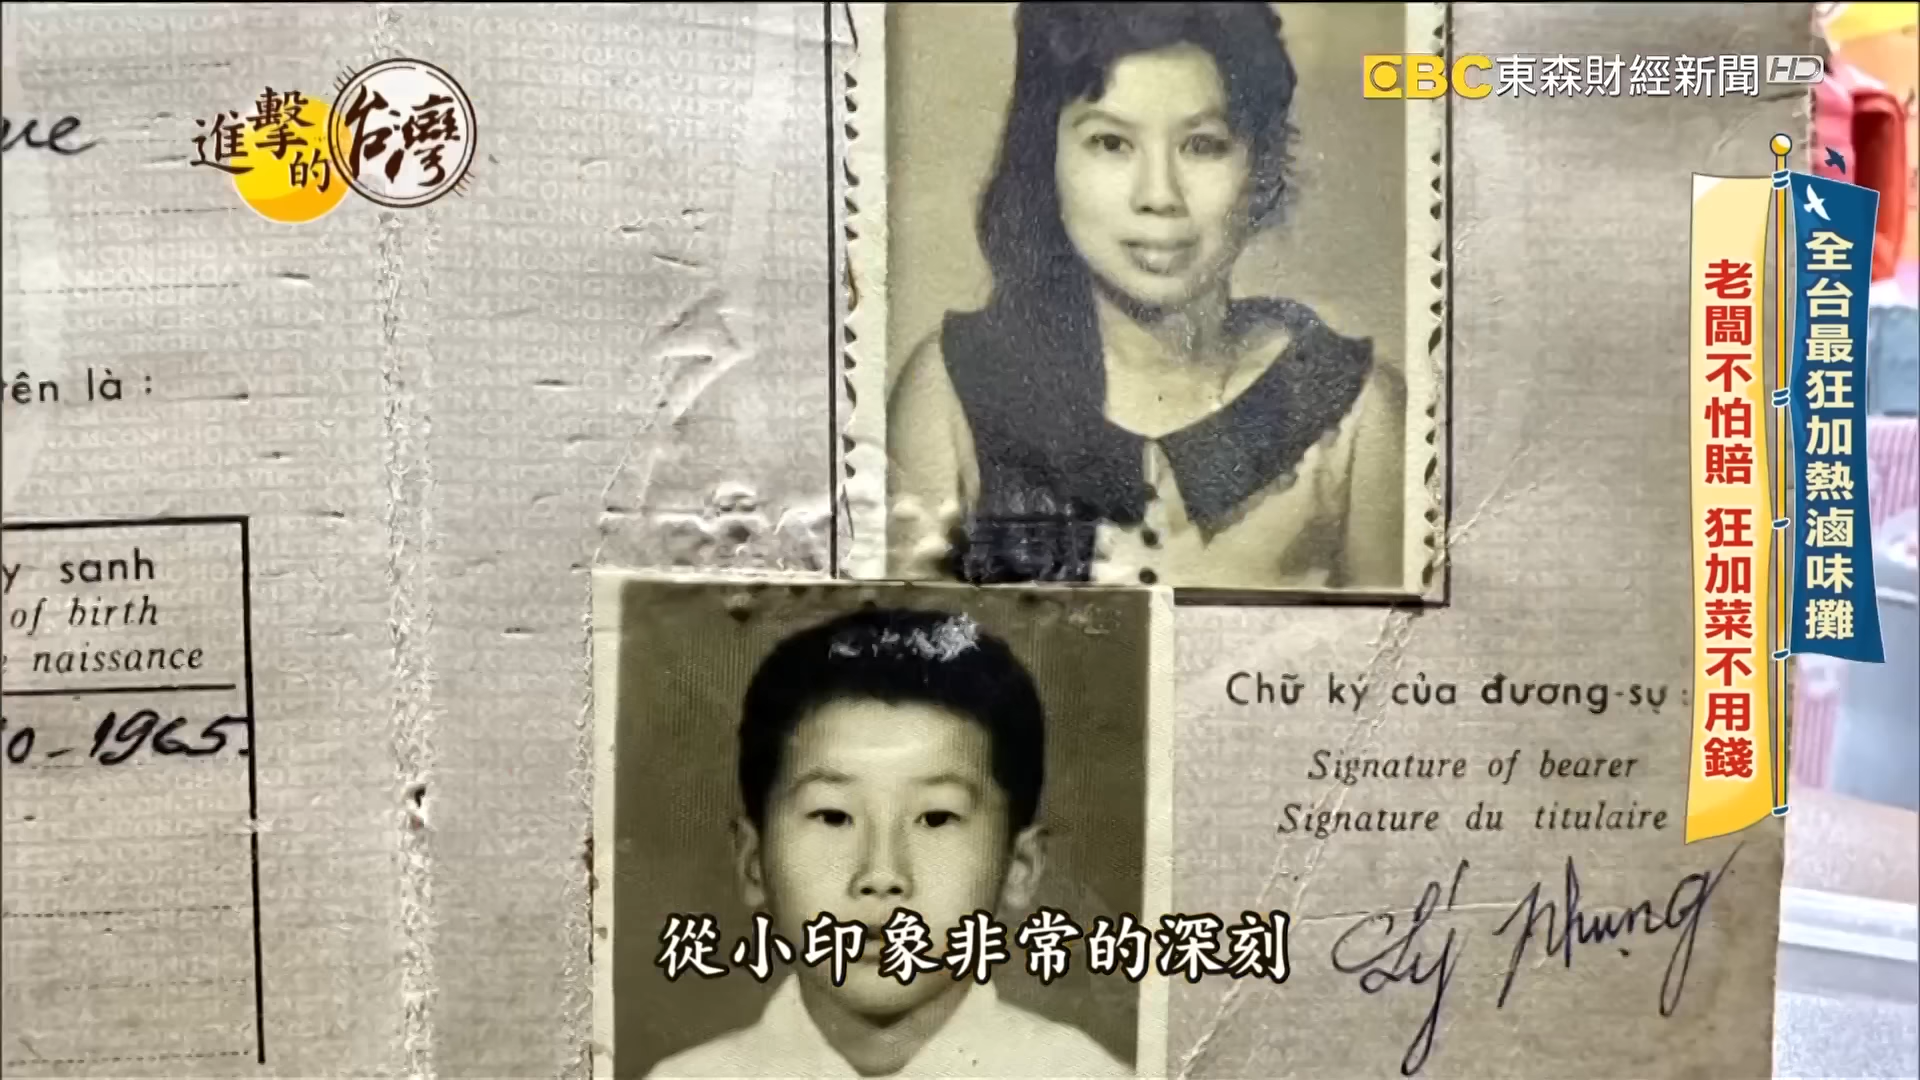 進擊的台灣
EBC東森財經新聞HD
全台最狂加熱滷味攤
老闆不怕賠 狂加菜不用錢
ue
tên là :
y sanh
of birth
naissance
0-1965.
Chữ ký của đương-sự :
Signature of bearer
Signature du titulaire
Lý Nhung
從小印象非常的深刻